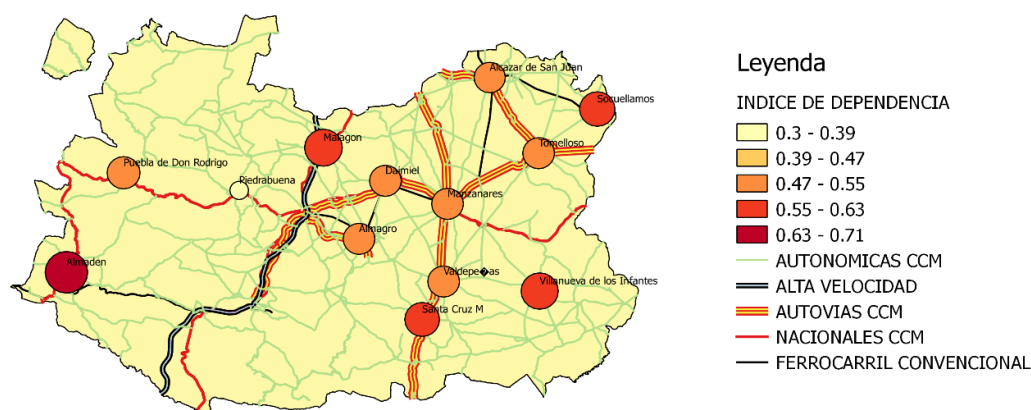 Alcazar de San Juan
Socuellamos
Malagon
Tomelloso
Puebla de Don Rodrigo
Daimiel
Piedrabuena
Manzanares
Almagro
Almaden
Valdepe�as
Villanueva de los Infantes
Santa Cruz M
Leyenda
INDICE DE DEPENDENCIA
0.3 - 0.39
0.39 - 0.47
0.47 - 0.55
0.55 - 0.63
0.63 - 0.71
AUTONOMICAS CCM
ALTA VELOCIDAD
AUTOVIAS CCM
NACIONALES CCM
FERROCARRIL CONVENCIONAL